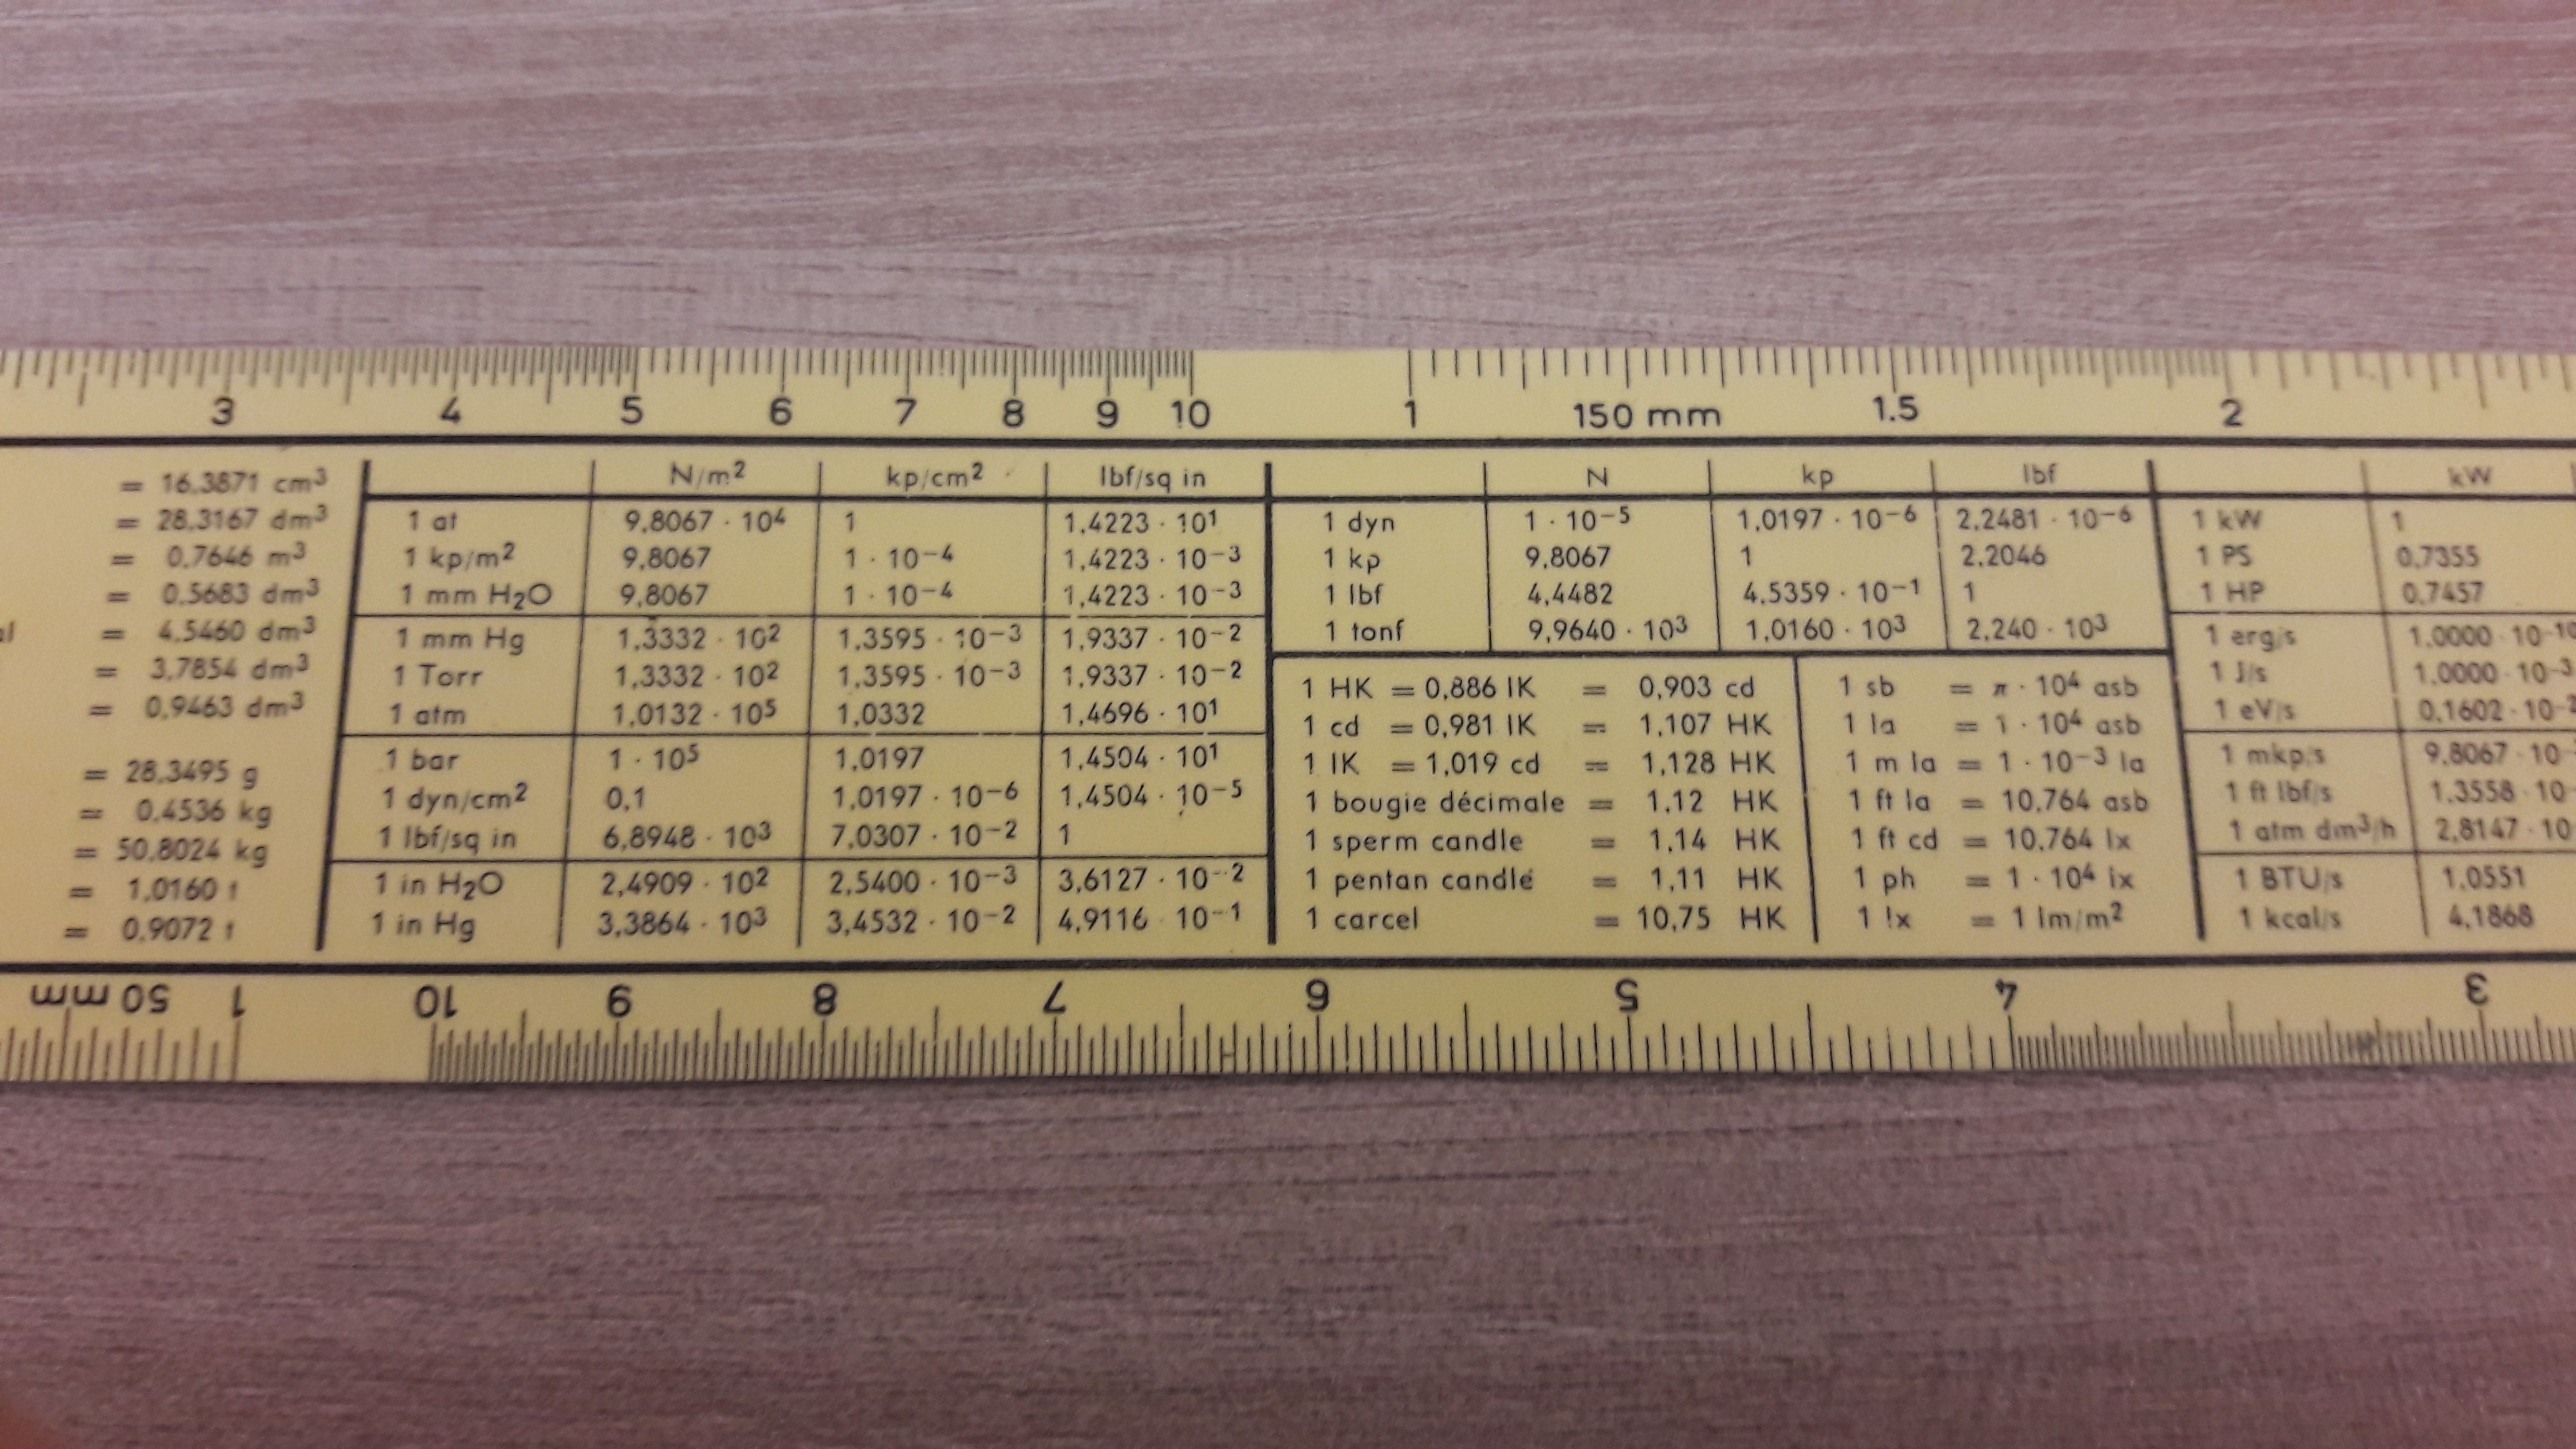 3 4 5 6 7 8 9 10 1 150 mm 1.5 2
= 16,3871 cm³
= 28,3167 dm³
= 0,7646 m³
= 0,5683 dm³
= 4,5460 dm³
= 3,7854 dm³
= 0,9463 dm³
= 28,3495 g
= 0,4536 kg
= 50,8024 kg
= 1,0160 t
= 0,9072 t
N/m² kp/cm² lbf/sq in
1 at 9,8067 · 10⁴ 1 1,4223 · 10¹
1 kp/m² 9,8067 1 · 10⁻⁴ 1,4223 · 10⁻³
1 mm H₂O 9,8067 1 · 10⁻⁴ 1,4223 · 10⁻³
1 mm Hg 1,3332 · 10² 1,3595 · 10⁻³ 1,9337 · 10⁻²
1 Torr 1,3332 · 10² 1,3595 · 10⁻³ 1,9337 · 10⁻²
1 atm 1,0132 · 10⁵ 1,0332 1,4696 · 10¹
1 bar 1 · 10⁵ 1,0197 1,4504 · 10¹
1 dyn/cm² 0,1 1,0197 · 10⁻⁶ 1,4504 · 10⁻⁵
1 lbf/sq in 6,8948 · 10³ 7,0307 · 10⁻² 1
1 in H₂O 2,4909 · 10² 2,5400 · 10⁻³ 3,6127 · 10⁻²
1 in Hg 3,3864 · 10³ 3,4532 · 10⁻² 4,9116 · 10⁻¹
N kp lbf
1 dyn 1 · 10⁻⁵ 1,0197 · 10⁻⁶ 2,2481 · 10⁻⁶
1 kp 9,8067 1 2,2046
1 lbf 4,4482 4,5359 · 10⁻¹ 1
1 tonf 9,9640 · 10³ 1,0160 · 10³ 2,240 · 10³
1 HK = 0,886 IK = 0,903 cd
1 cd = 0,981 IK = 1,107 HK
1 IK = 1,019 cd = 1,128 HK
1 bougie décimale = 1,12 HK
1 sperm candle = 1,14 HK
1 pentan candle = 1,11 HK
1 carcel = 10,75 HK
1 sb = π · 10⁴ asb
1 la = 1 · 10⁴ asb
1 m la = 1 · 10⁻³ la
1 ft la = 10,764 asb
1 ft cd = 10,764 lx
1 ph = 1 · 10⁴ lx
1 lx = 1 lm/m²
kW
1 kW 1
1 PS 0,7355
1 HP 0,7457
1 erg/s 1,0000 · 10⁻¹⁰
1 J/s 1,0000 · 10⁻³
1 eV/s 0,1602 · 10
1 mkp/s 9,8067 · 10
1 ft lbf/s 1,3558 · 10
1 atm dm³/h 2,8147 · 10
1 BTU/s 1,0551
1 kcal/s 4,1868
3 4 5 6 7 8 9 10 1 50 mm